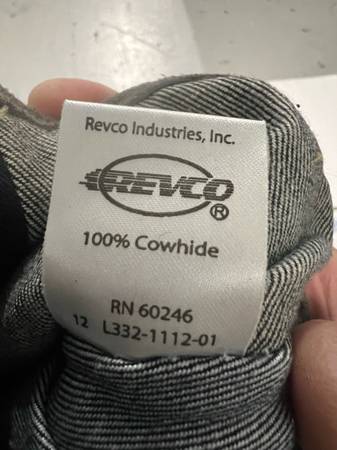 Revco Industries, Inc.
REVCO
®
100% Cowhide
RN 60246
12 L332-1112-01